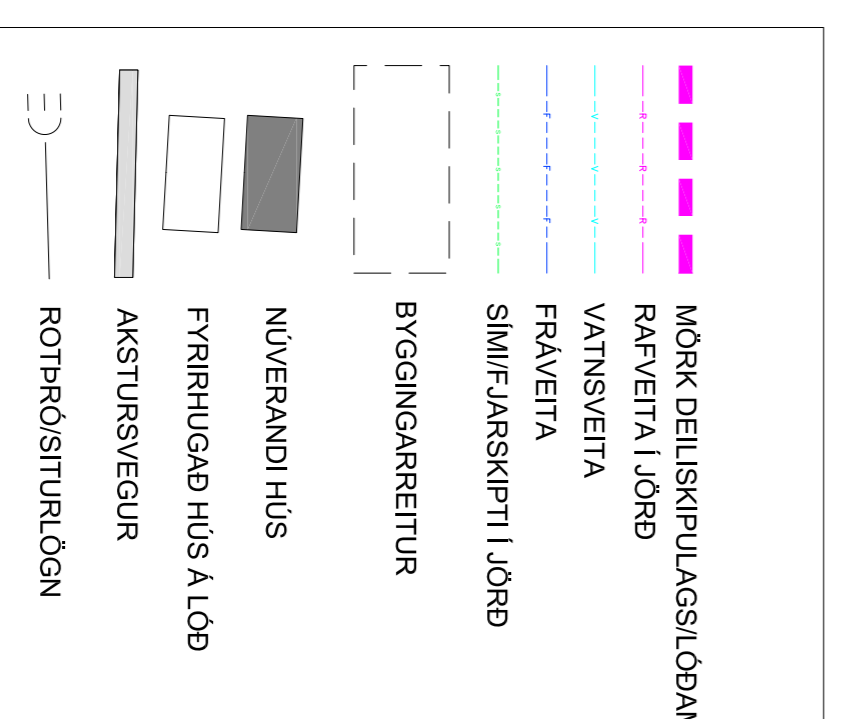 MÖRK DEILISKIPULAGS/LÓÐAM
R R R RAFVEITA Í JÖRÐ
V V V VATNSVEITA
F F F FRÁVEITA
S S S S S SÍMI/FJARSKIPTI Í JÖRÐ
BYGGINGARREITUR
NÚVERANDI HÚS
FYRIRHUGAÐ HÚS Á LÓÐ
AKSTURSVEGUR
ROTÞRÓ/SITURLÖGN